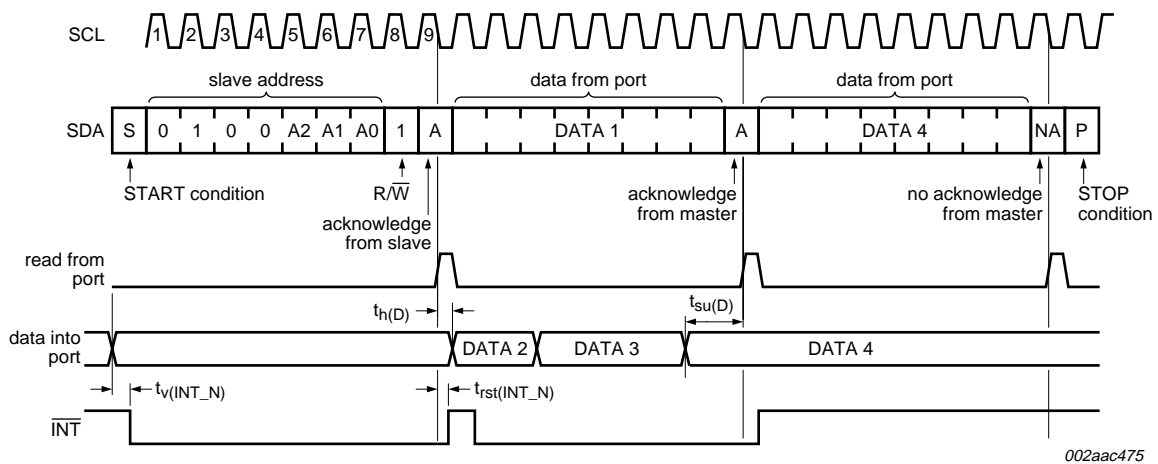 SCL 1 2 3 4 5 6 7 8 9
slave address data from port data from port
SDA S 0 1 0 0 A2 A1 A0 1 A DATA 1 A DATA 4 NA P
START condition
R/W
acknowledge
from slave
acknowledge
from master
no acknowledge
from master
STOP
condition
read from
port
th(D)
tsu(D)
data into
port
DATA 2 DATA 3 DATA 4
tv(INT_N) trst(INT_N)
INT
002aac475